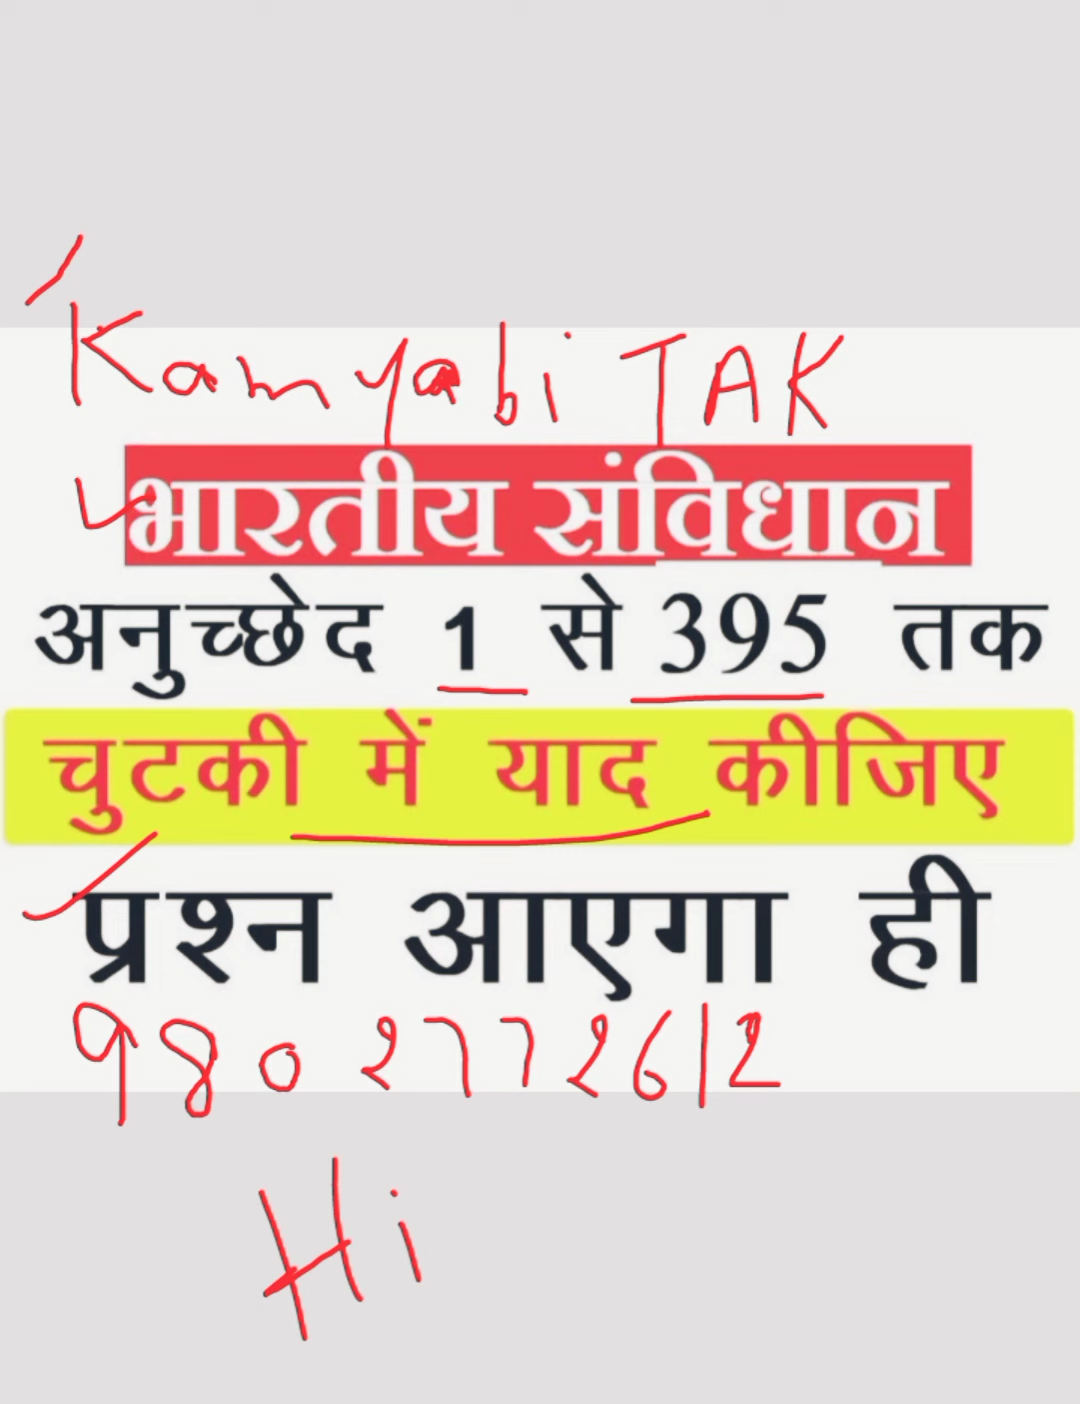 Kamyabi TAK
भारतीय संविधान
अनुच्छेद 1 से 395 तक
चुटकी में याद कीजिए
प्रश्न आएगा ही
9802772612
Hi